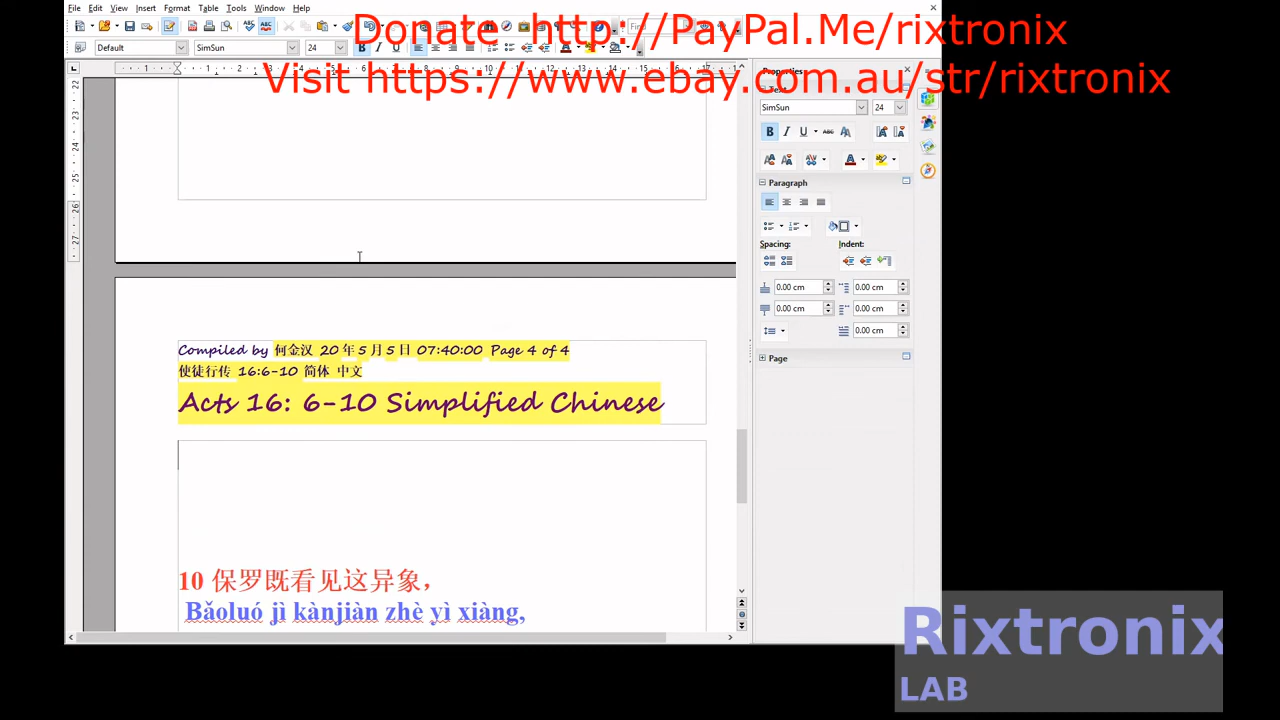 Donate http://PayPal.Me/rixtronix
Visit https://www.ebay.com.au/str/rixtronix
File Edit View Insert Format Table Tools Window Help
Default SimSun 24
Properties
Text
SimSun 24
Paragraph
Spacing: Indent:
0.00 cm 0.00 cm
0.00 cm 0.00 cm
0.00 cm
Page
Compiled by 何金汉 20年5月5日 07:40:00 Page 4 of 4
使徒行传 16:6-10 简体 中文
Acts 16: 6-10 Simplified Chinese
10 保罗既看见这异象，
Bǎoluó jì kànjiàn zhè yì xiàng,
Rixtronix
LAB